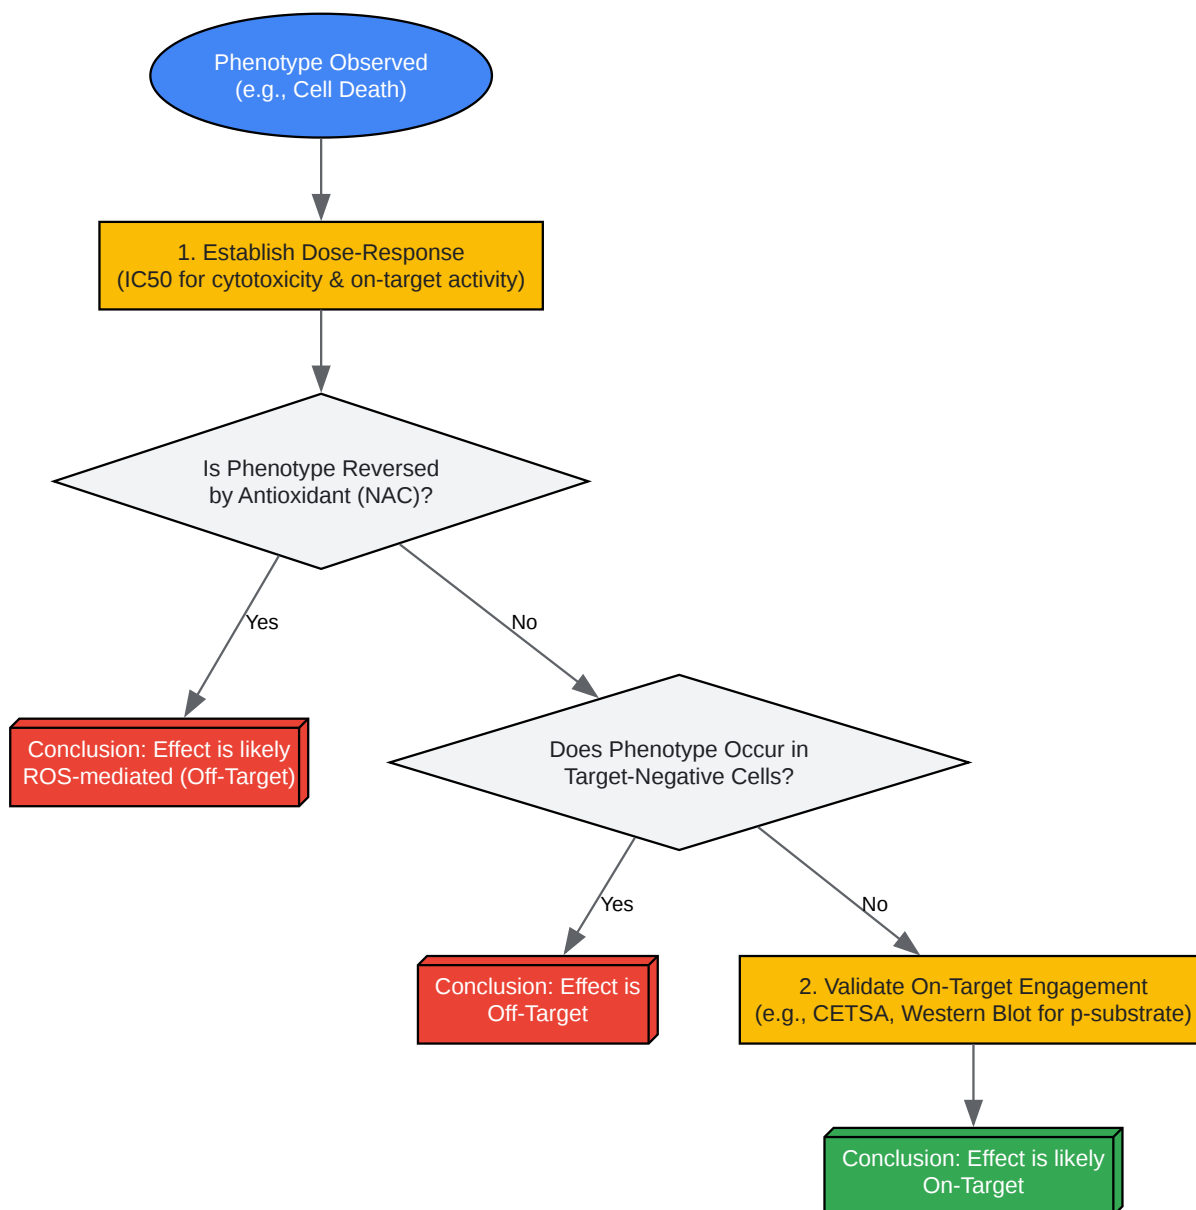 Phenotype Observed
(e.g., Cell Death)
1. Establish Dose-Response
(IC50 for cytotoxicity & on-target activity)
Is Phenotype Reversed
by Antioxidant (NAC)?
Yes
No
Conclusion: Effect is likely
ROS-mediated (Off-Target)
Does Phenotype Occur in
Target-Negative Cells?
Yes
No
Conclusion: Effect is
Off-Target
2. Validate On-Target Engagement
(e.g., CETSA, Western Blot for p-substrate)
Conclusion: Effect is likely
On-Target